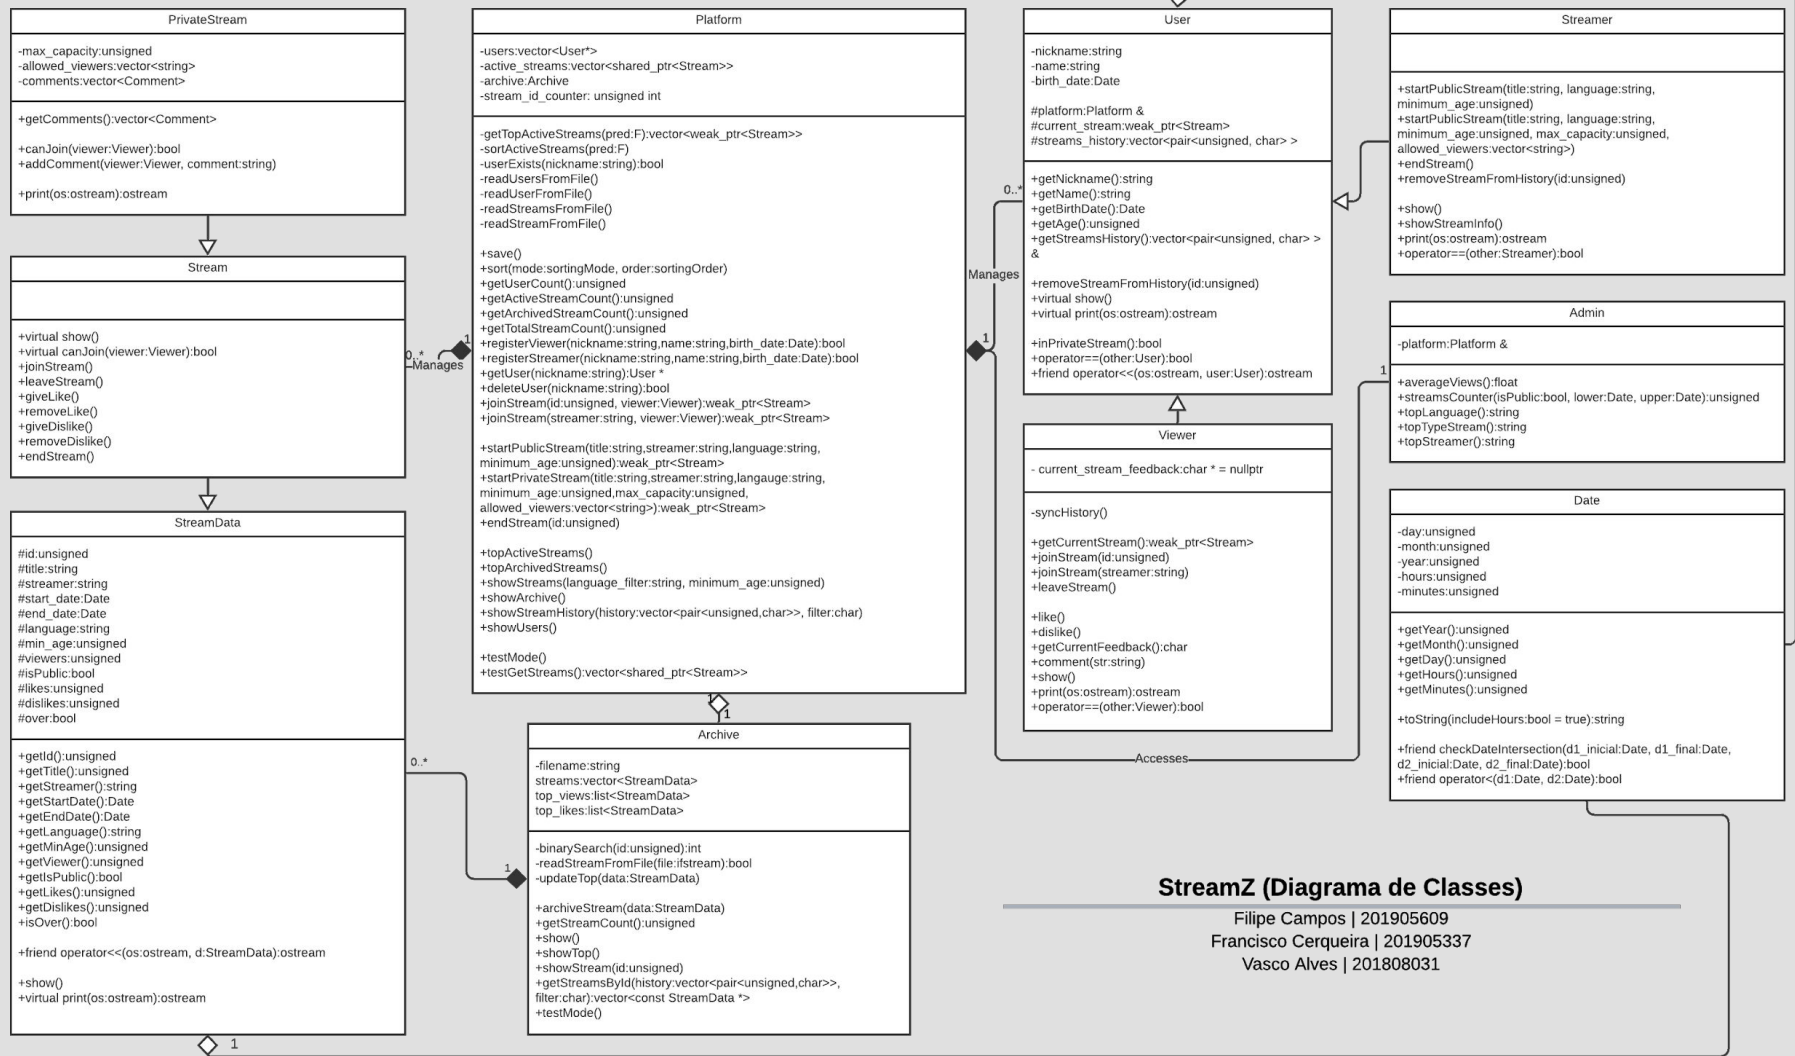 PrivateStream
-max_capacity:unsigned
-allowed_viewers:vector<string>
-comments:vector<Comment>
+getComments():vector<Comment>
+canJoin(viewer:Viewer):bool
+addComment(viewer:Viewer, comment:string)
+print(os:ostream):ostream
Stream
+virtual show()
+virtual canJoin(viewer:Viewer):bool
+joinStream()
+leaveStream()
+giveLike()
+removeLike()
+giveDislike()
+removeDislike()
+endStream()
0..*
Manages
1
StreamData
#id:unsigned
#title:string
#streamer:string
#start_date:Date
#end_date:Date
#language:string
#min_age:unsigned
#viewers:unsigned
#isPublic:bool
#likes:unsigned
#dislikes:unsigned
#over:bool
+getId():unsigned
+getTitle():unsigned
+getStreamer():string
+getStartDate():Date
+getEndDate():Date
+getLanguage():string
+getMinAge():unsigned
+getViewer():unsigned
+getIsPublic():bool
+getLikes():unsigned
+getDislikes():unsigned
+isOver():bool
+friend operator<<(os:ostream, d:StreamData):ostream
+show()
+virtual print(os:ostream):ostream
1
0..*
1
Platform
-users:vector<User*>
-active_streams:vector<shared_ptr<Stream>>
-archive:Archive
-stream_id_counter: unsigned int
-getTopActiveStreams(pred:F):vector<weak_ptr<Stream>>
-sortActiveStreams(pred:F)
-userExists(nickname:string):bool
-readUsersFromFile()
-readUserFromFile()
-readStreamsFromFile()
-readStreamFromFile()
+save()
+sort(mode:sortingMode, order:sortingOrder)
+getUserCount():unsigned
+getActiveStreamCount():unsigned
+getArchivedStreamCount():unsigned
+getTotalStreamCount():unsigned
+registerViewer(nickname:string,name:string,birth_date:Date):bool
+registerStreamer(nickname:string,name:string,birth_date:Date):bool
+getUser(nickname:string):User *
+deleteUser(nickname:string):bool
+joinStream(id:unsigned, viewer:Viewer):weak_ptr<Stream>
+joinStream(streamer:string, viewer:Viewer):weak_ptr<Stream>
+startPublicStream(title:string,streamer:string,language:string,
minimum_age:unsigned):weak_ptr<Stream>
+startPrivateStream(title:string,streamer:string,langauge:string,
minimum_age:unsigned,max_capacity:unsigned,
allowed_viewers:vector<string>):weak_ptr<Stream>
+endStream(id:unsigned)
+topActiveStreams()
+topArchivedStreams()
+showStreams(language_filter:string, minimum_age:unsigned)
+showArchive()
+showStreamHistory(history:vector<pair<unsigned,char>>, filter:char)
+showUsers()
+testMode()
+testGetStreams():vector<shared_ptr<Stream>>
1
1
Archive
-filename:string
streams:vector<StreamData>
top_views:list<StreamData>
top_likes:list<StreamData>
-binarySearch(id:unsigned):int
-readStreamFromFile(file:ifstream):bool
-updateTop(data:StreamData)
+archiveStream(data:StreamData)
+getStreamCount():unsigned
+show()
+showTop()
+showStream(id:unsigned)
+getStreamsById(history:vector<pair<unsigned,char>>,
filter:char):vector<const StreamData *>
+testMode()
0..*
Manages
1
User
-nickname:string
-name:string
-birth_date:Date
#platform:Platform &
#current_stream:weak_ptr<Stream>
#streams_history:vector<pair<unsigned, char> >
+getNickname():string
+getName():string
+getBirthDate():Date
+getAge():unsigned
+getStreamsHistory():vector<pair<unsigned, char> >
&
+removeStreamFromHistory(id:unsigned)
+virtual show()
+virtual print(os:ostream):ostream
+inPrivateStream():bool
+operator==(other:User):bool
+friend operator<<(os:ostream, user:User):ostream
Viewer
- current_stream_feedback:char * = nullptr
-syncHistory()
+getCurrentStream():weak_ptr<Stream>
+joinStream(id:unsigned)
+joinStream(streamer:string)
+leaveStream()
+like()
+dislike()
+getCurrentFeedback():char
+comment(str:string)
+show()
+print(os:ostream):ostream
+operator==(other:Viewer):bool
Accesses
1
Streamer
+startPublicStream(title:string, language:string,
minimum_age:unsigned)
+startPublicStream(title:string, language:string,
minimum_age:unsigned, max_capacity:unsigned,
allowed_viewers:vector<string>)
+endStream()
+removeStreamFromHistory(id:unsigned)
+show()
+showStreamInfo()
+print(os:ostream):ostream
+operator==(other:Streamer):bool
Admin
-platform:Platform &
+averageViews():float
+streamsCounter(isPublic:bool, lower:Date, upper:Date):unsigned
+topLanguage():string
+topTypeStream():string
+topStreamer():string
Date
-day:unsigned
-month:unsigned
-year:unsigned
-hours:unsigned
-minutes:unsigned
+getYear():unsigned
+getMonth():unsigned
+getDay():unsigned
+getHours():unsigned
+getMinutes():unsigned
+toString(includeHours:bool = true):string
+friend checkDateIntersection(d1_inicial:Date, d1_final:Date,
d2_inicial:Date, d2_final:Date):bool
+friend operator<(d1:Date, d2:Date):bool
StreamZ (Diagrama de Classes)
Filipe Campos | 201905609
Francisco Cerqueira | 201905337
Vasco Alves | 201808031